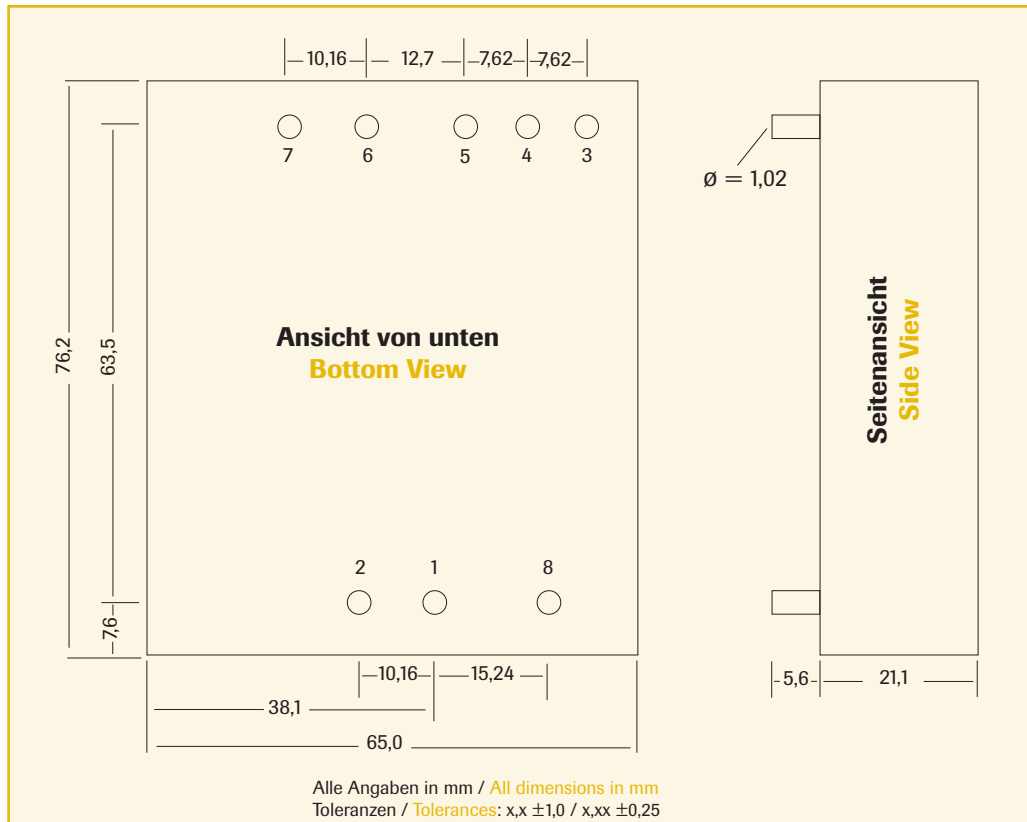 10,16 12,7 7,62 7,62
7 6 5 4 3
ø = 1,02
76,2
63,5
Ansicht von unten
Bottom View
Seitenansicht
Side View
2 1 8
7,6
10,16 15,24
5,6 21,1
38,1
65,0
Alle Angaben in mm / All dimensions in mm
Toleranzen / Tolerances: x,x ±1,0 / x,xx ±0,25